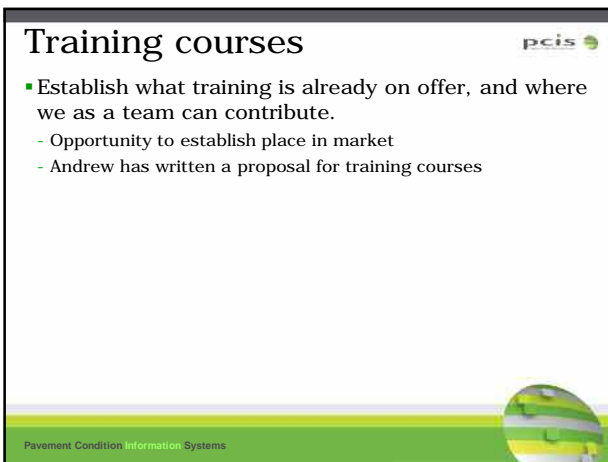 Training courses
pcis
▪ Establish what training is already on offer, and where
we as a team can contribute.
- Opportunity to establish place in market
- Andrew has written a proposal for training courses
Pavement Condition Information Systems